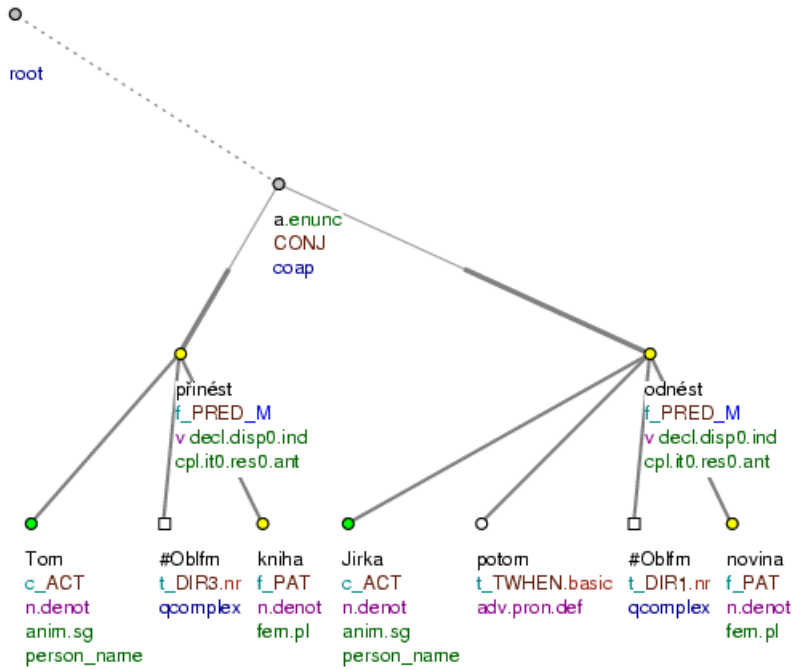 root
a.enunc
CONJ
coap
přinést
f_PRED_M
v decl.disp0.ind
cpl.it0.res0.ant
odnést
f_PRED_M
v decl.disp0.ind
cpl.it0.res0.ant
Tom
c_ACT
n.denot
anim.sg
person_name
#Oblfm
t_DIR3.nr
qcomplex
kniha
f_PAT
n.denot
fem.pl
Jirka
c_ACT
n.denot
anim.sg
person_name
potom
t_TWHEN.basic
adv.pron.def
#Oblfm
t_DIR1.nr
qcomplex
novina
f_PAT
n.denot
fem.pl